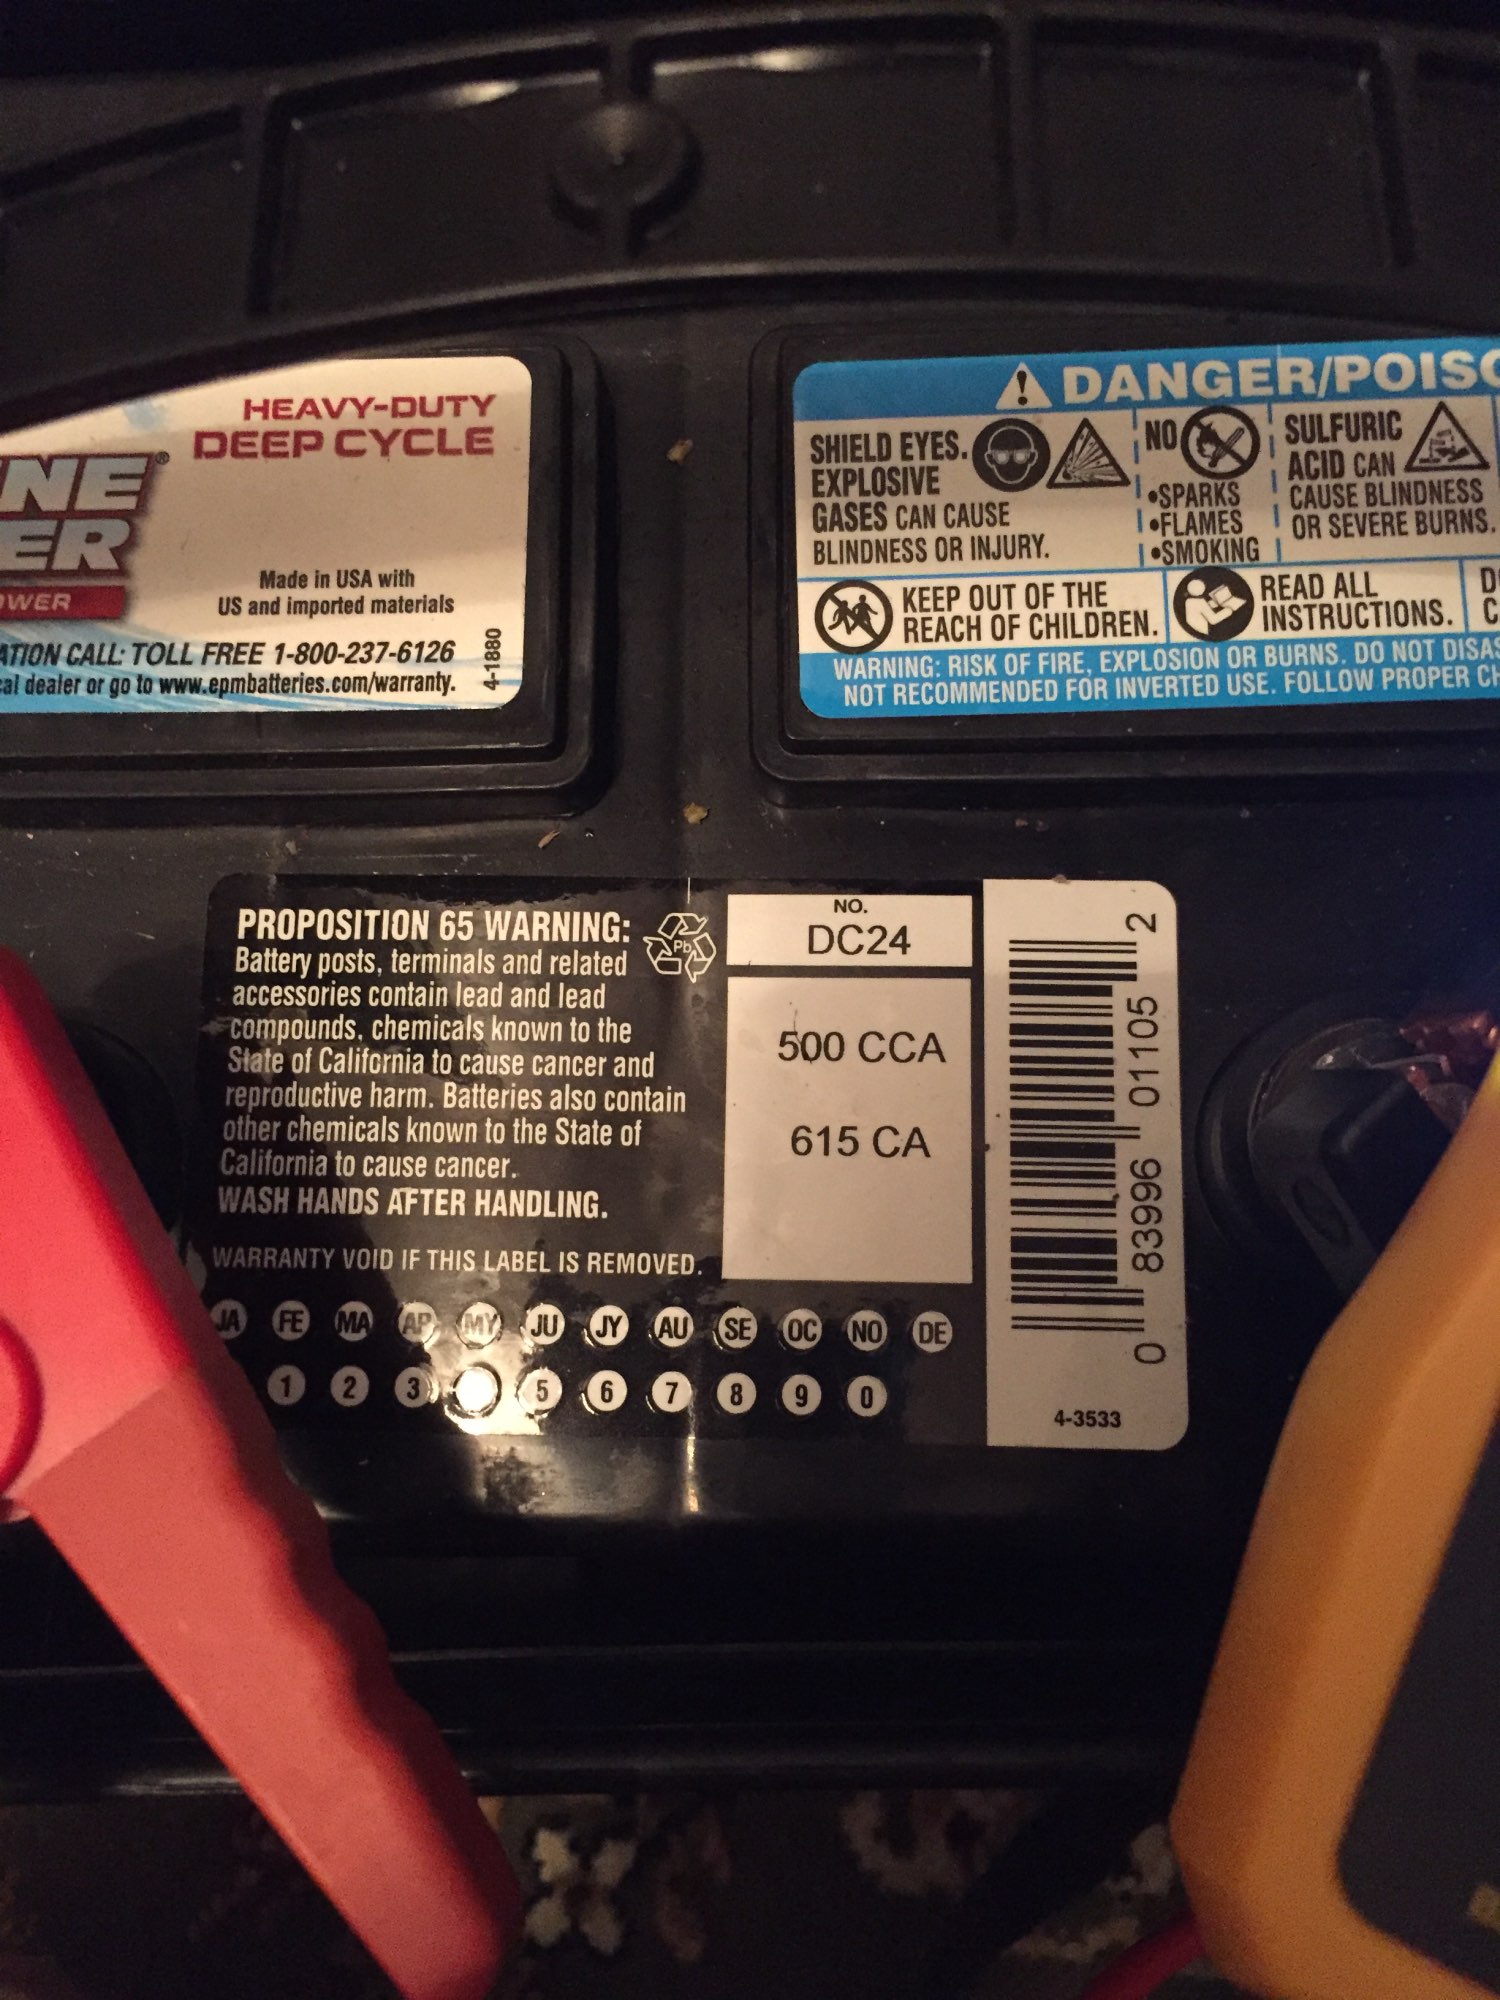 HEAVY-DUTY
DEEP CYCLE
NE®
ER
OWER
Made in USA with
US and imported materials
ATION CALL: TOLL FREE 1-800-237-6126
cal dealer or go to www.epmbatteries.com/warranty.
4-1880
DANGER/POISO
SHIELD EYES.
EXPLOSIVE
GASES CAN CAUSE
BLINDNESS OR INJURY.
NO
•SPARKS
•FLAMES
•SMOKING
SULFURIC
ACID CAN
CAUSE BLINDNESS
OR SEVERE BURNS.
KEEP OUT OF THE
REACH OF CHILDREN.
READ ALL
INSTRUCTIONS.
WARNING: RISK OF FIRE, EXPLOSION OR BURNS. DO NOT DISAS
NOT RECOMMENDED FOR INVERTED USE. FOLLOW PROPER CH
PROPOSITION 65 WARNING:
Battery posts, terminals and related
accessories contain lead and lead
compounds, chemicals known to the
State of California to cause cancer and
reproductive harm. Batteries also contain
other chemicals known to the State of
California to cause cancer.
WASH HANDS AFTER HANDLING.
WARRANTY VOID IF THIS LABEL IS REMOVED.
Pb
NO.
DC24
500 CCA
615 CA
0 83996 01105 2
4-3533
JA FE MA AP MY JU JY AU SE OC NO DE
1 2 3 5 6 7 8 9 0